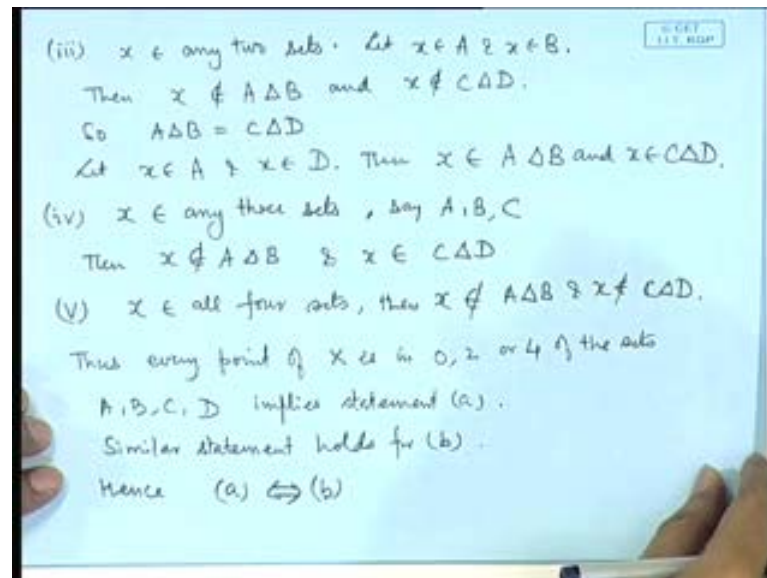 (iii) x ∈ any two sets. Let x ∈ A & x ∈ B.
Then x ∉ A Δ B and x ∉ C Δ D.
So A Δ B = C Δ D
Let x ∈ A & x ∈ D. Then x ∈ A Δ B and x ∈ C Δ D.
(iv) x ∈ any three sets, say A, B, C
Then x ∉ A Δ B & x ∈ C Δ D
(V) x ∈ all four sets, then x ∉ A Δ B & x ∉ C Δ D.
Thus every point of X is in 0, 2 or 4 of the sets
A, B, C, D implies statement (a).
Similar statement holds for (b).
Hence (a) ⇔ (b)
CET
I.I.T. KGP